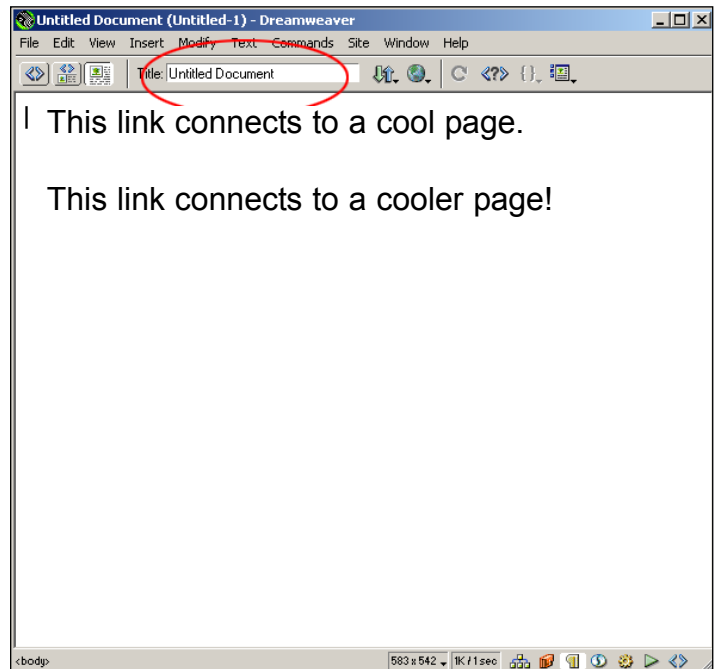 Untitled Document (Untitled-1) - Dreamweaver
File Edit View Insert Modify Text Commands Site Window Help
Title: Untitled Document
This link connects to a cool page.
This link connects to a cooler page!
<body> 583 x 542 1K / 1 sec